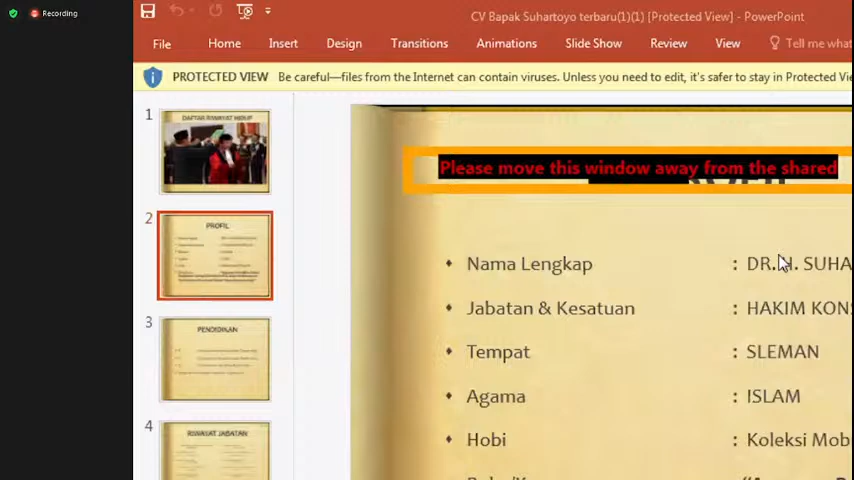 Recording
CV Bapak Suhartoyo terbaru(1)(1) [Protected View] - PowerPoint
File Home Insert Design Transitions Animations Slide Show Review View Tell me what
PROTECTED VIEW Be careful—files from the Internet can contain viruses. Unless you need to edit, it's safer to stay in Protected Vie
1
DAFTAR RIWAYAT HIDUP
2
PROFIL
3
PENDIDIKAN
4
RIWAYAT JABATAN
Please move this window away from the shared
Nama Lengkap : DR. H. SUHA
Jabatan & Kesatuan : HAKIM KONS
Tempat : SLEMAN
Agama : ISLAM
Hobi : Koleksi Mob